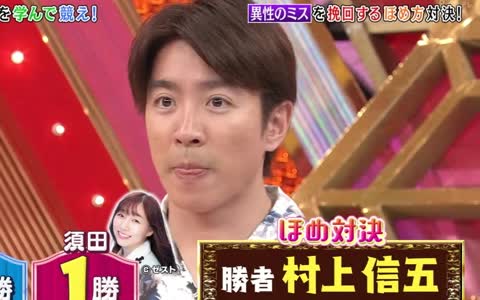 を学んで競え!
異性のミスを挽回するほめ方対決!
須田
© ゼスト
勝
1勝
ほめ対決
勝者 村上信五